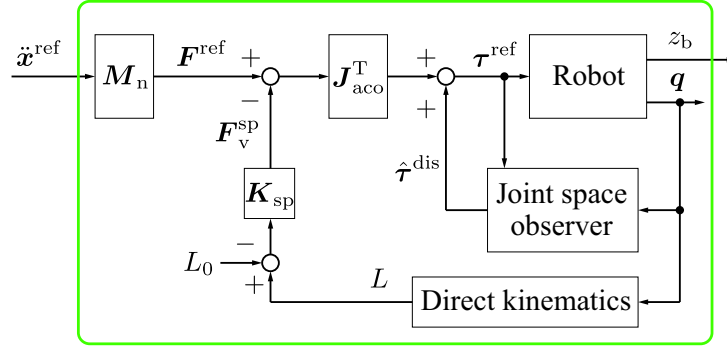 ẍ^ref
M_n
F^ref
+
−
F_v^sp
K_sp
L_0
−
+
J_aco^T
+
+
τ^ref
τ̂^dis
Robot
z_b
q
Joint space
observer
L
Direct kinematics